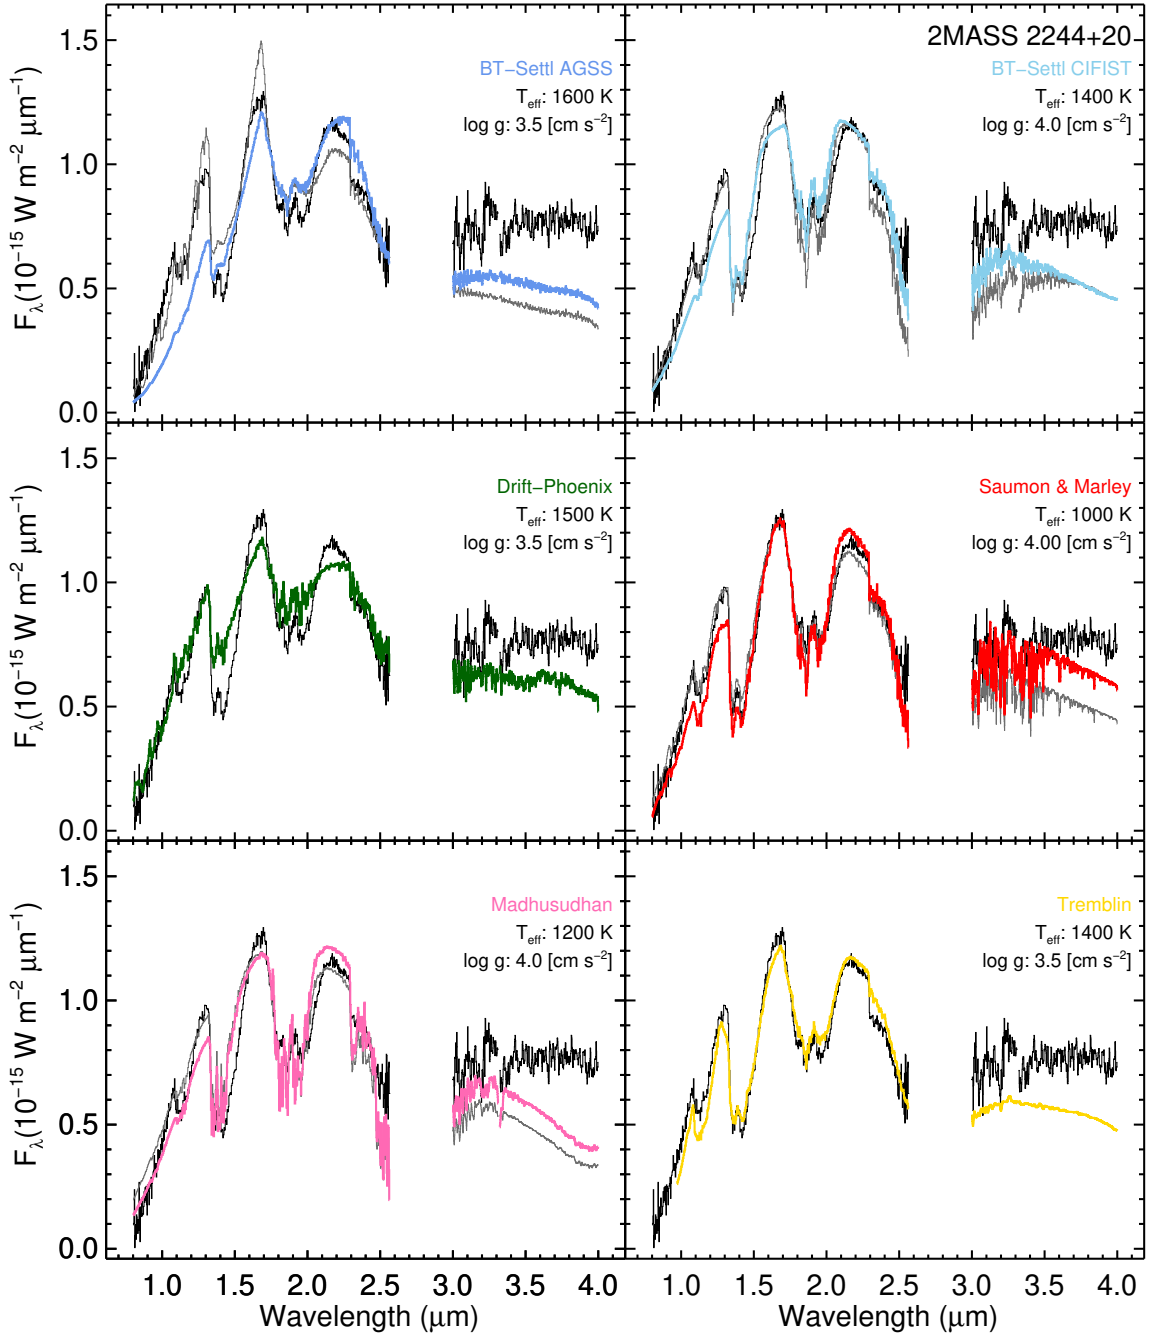 2MASS 2244+20
BT−Settl AGSS
T_eff: 1600 K
log g: 3.5 [cm s⁻²]
BT−Settl CIFIST
T_eff: 1400 K
log g: 4.0 [cm s⁻²]
1.5
1.0
0.5
0.0
F_λ(10⁻¹⁵ W m⁻² μm⁻¹)
Drift−Phoenix
T_eff: 1500 K
log g: 3.5 [cm s⁻²]
Saumon & Marley
T_eff: 1000 K
log g: 4.00 [cm s⁻²]
1.5
1.0
0.5
0.0
F_λ(10⁻¹⁵ W m⁻² μm⁻¹)
Madhusudhan
T_eff: 1200 K
log g: 4.0 [cm s⁻²]
Tremblin
T_eff: 1400 K
log g: 3.5 [cm s⁻²]
1.5
1.0
0.5
0.0
F_λ(10⁻¹⁵ W m⁻² μm⁻¹)
1.0 1.5 2.0 2.5 3.0 3.5 4.0
1.0 1.5 2.0 2.5 3.0 3.5 4.0
Wavelength (μm)
Wavelength (μm)